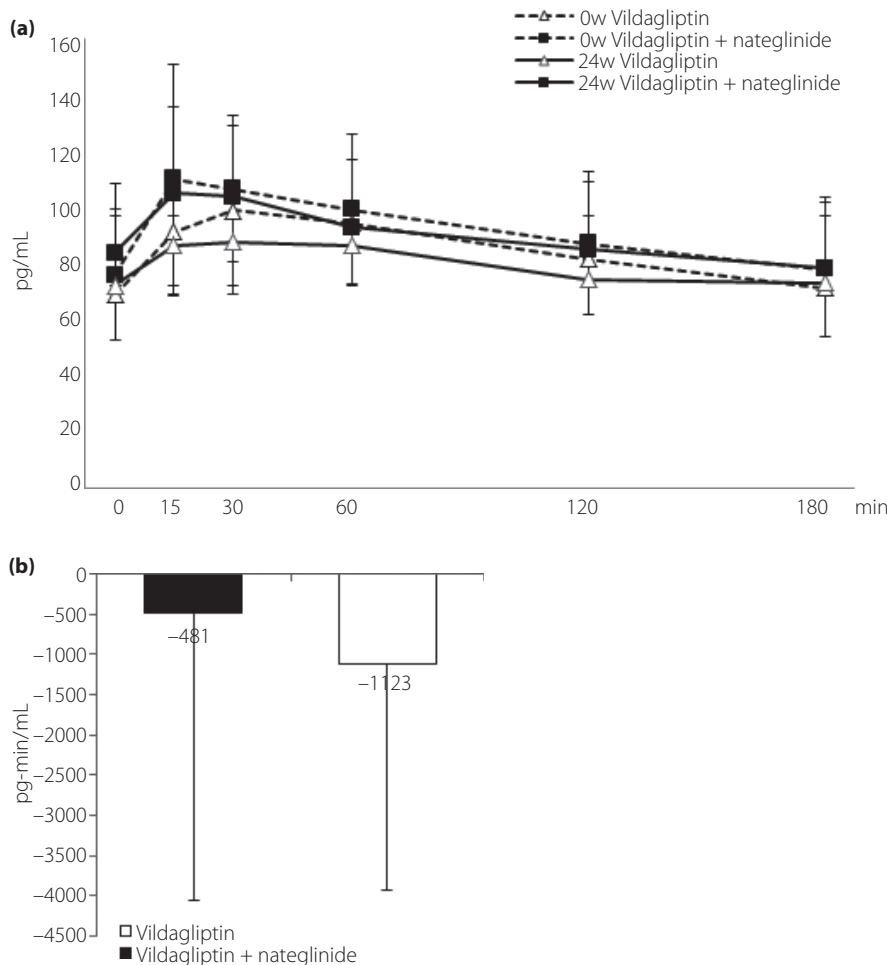 (a)
0w Vildagliptin
0w Vildagliptin + nateglinide
24w Vildagliptin
24w Vildagliptin + nateglinide
160
140
120
100
80
60
40
20
0
pg/mL
0 15 30 60 120 180 min
(b)
0
–500
–1000
–1500
–2000
–2500
–3000
–3500
–4000
–4500
pg-min/mL
–481
–1123
Vildagliptin
Vildagliptin + nateglinide